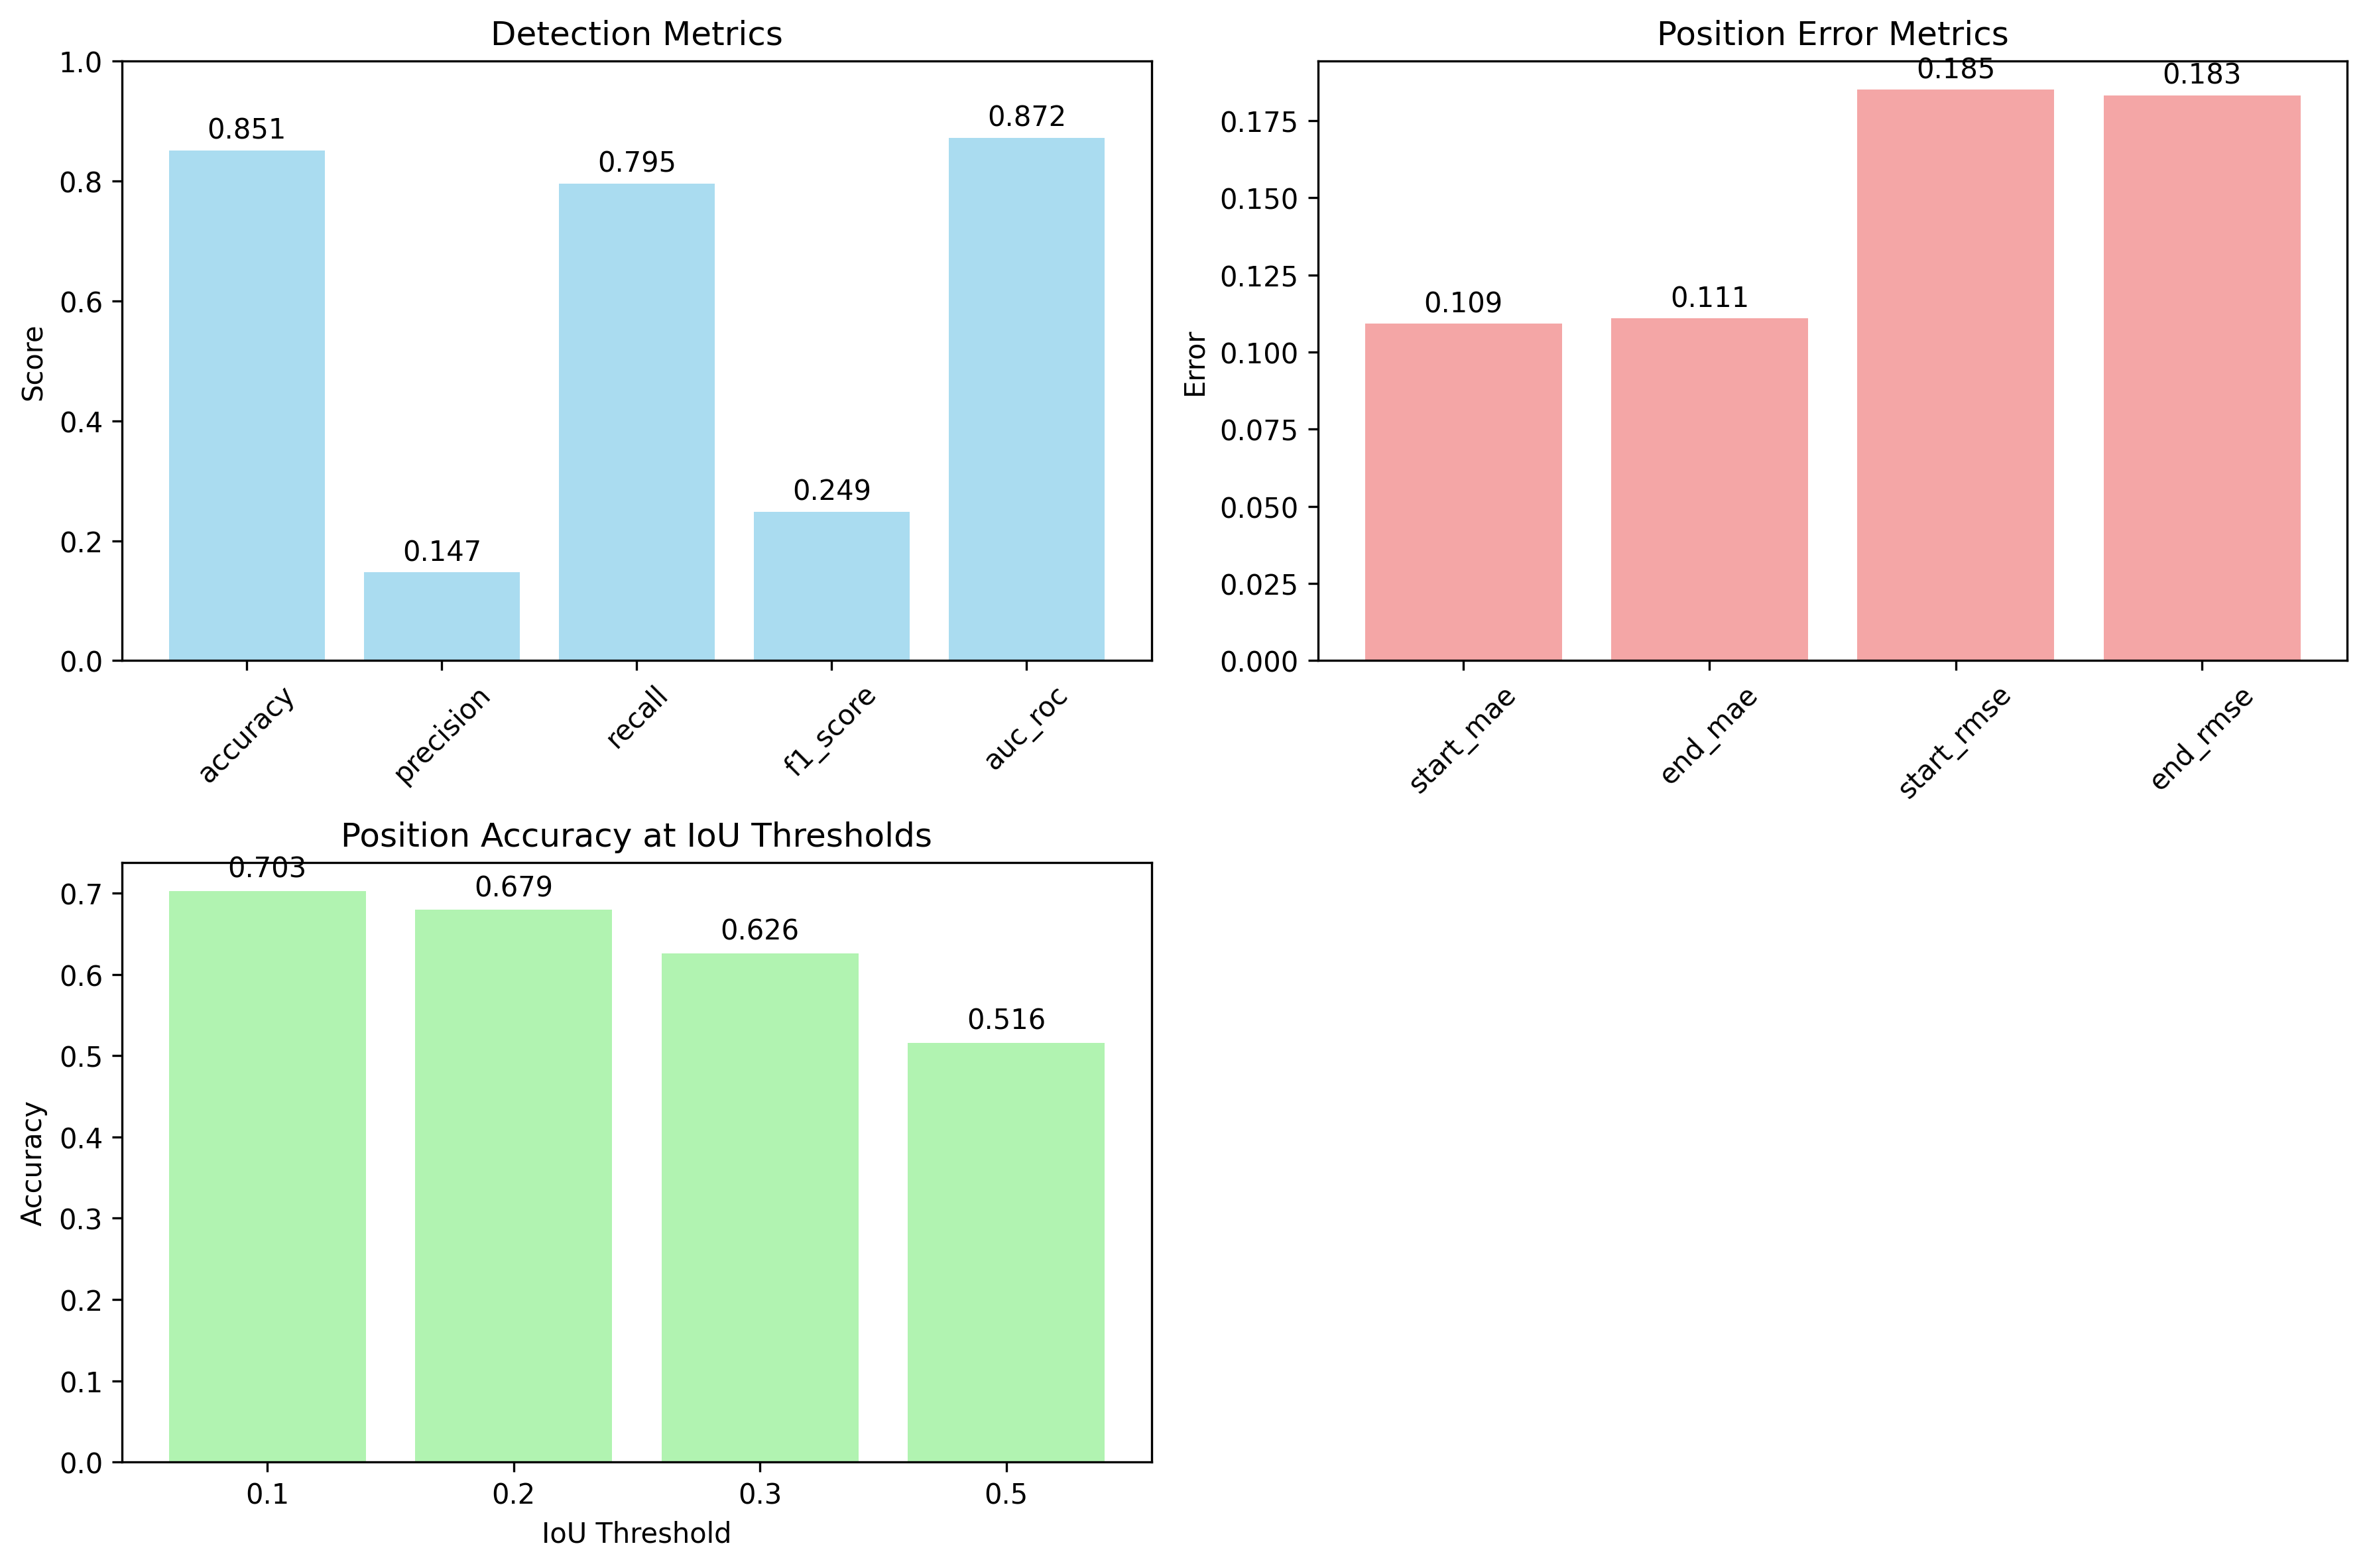 Detection Metrics
1.0
0.8
0.6
0.4
0.2
0.0
Score
0.851
0.147
0.795
0.249
0.872
accuracy
precision
recall
f1_score
auc_roc
Position Error Metrics
0.175
0.150
0.125
0.100
0.075
0.050
0.025
0.000
Error
0.109
0.111
0.185
0.183
start_mae
end_mae
start_rmse
end_rmse
Position Accuracy at IoU Thresholds
0.7
0.6
0.5
0.4
0.3
0.2
0.1
0.0
Accuracy
0.703
0.679
0.626
0.516
0.1
0.2
0.3
0.5
IoU Threshold